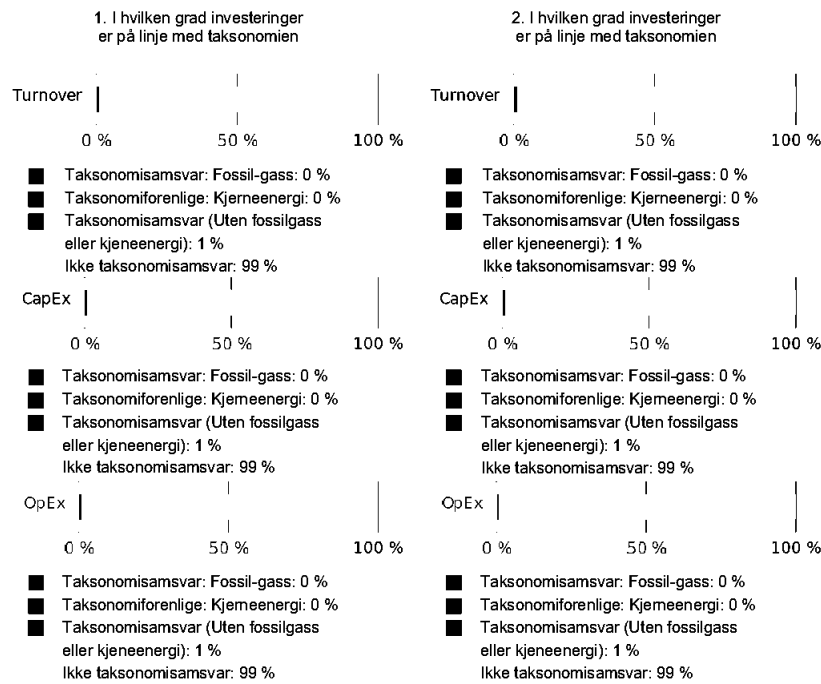 1. I hvilken grad investeringer
er på linje med taksonomien
Turnover
0 % 50 % 100 %
Taksonomisamsvar: Fossil-gass: 0 %
Taksonomiforenlige: Kjerneenergi: 0 %
Taksonomisamsvar (Uten fossilgass
eller kjeneenergi): 1 %
Ikke taksonomisamsvar: 99 %
CapEx
0 % 50 % 100 %
Taksonomisamsvar: Fossil-gass: 0 %
Taksonomiforenlige: Kjerneenergi: 0 %
Taksonomisamsvar (Uten fossilgass
eller kjeneenergi): 1 %
Ikke taksonomisamsvar: 99 %
OpEx
0 % 50 % 100 %
Taksonomisamsvar: Fossil-gass: 0 %
Taksonomiforenlige: Kjerneenergi: 0 %
Taksonomisamsvar (Uten fossilgass
eller kjeneenergi): 1 %
Ikke taksonomisamsvar: 99 %
2. I hvilken grad investeringer
er på linje med taksonomien
Turnover
0 % 50 % 100 %
Taksonomisamsvar: Fossil-gass: 0 %
Taksonomiforenlige: Kjerneenergi: 0 %
Taksonomisamsvar (Uten fossilgass
eller kjeneenergi): 1 %
Ikke taksonomisamsvar: 99 %
CapEx
0 % 50 % 100 %
Taksonomisamsvar: Fossil-gass: 0 %
Taksonomiforenlige: Kjerneenergi: 0 %
Taksonomisamsvar (Uten fossilgass
eller kjeneenergi): 1 %
Ikke taksonomisamsvar: 99 %
OpEx
0 % 50 % 100 %
Taksonomisamsvar: Fossil-gass: 0 %
Taksonomiforenlige: Kjerneenergi: 0 %
Taksonomisamsvar (Uten fossilgass
eller kjeneenergi): 1 %
Ikke taksonomisamsvar: 99 %